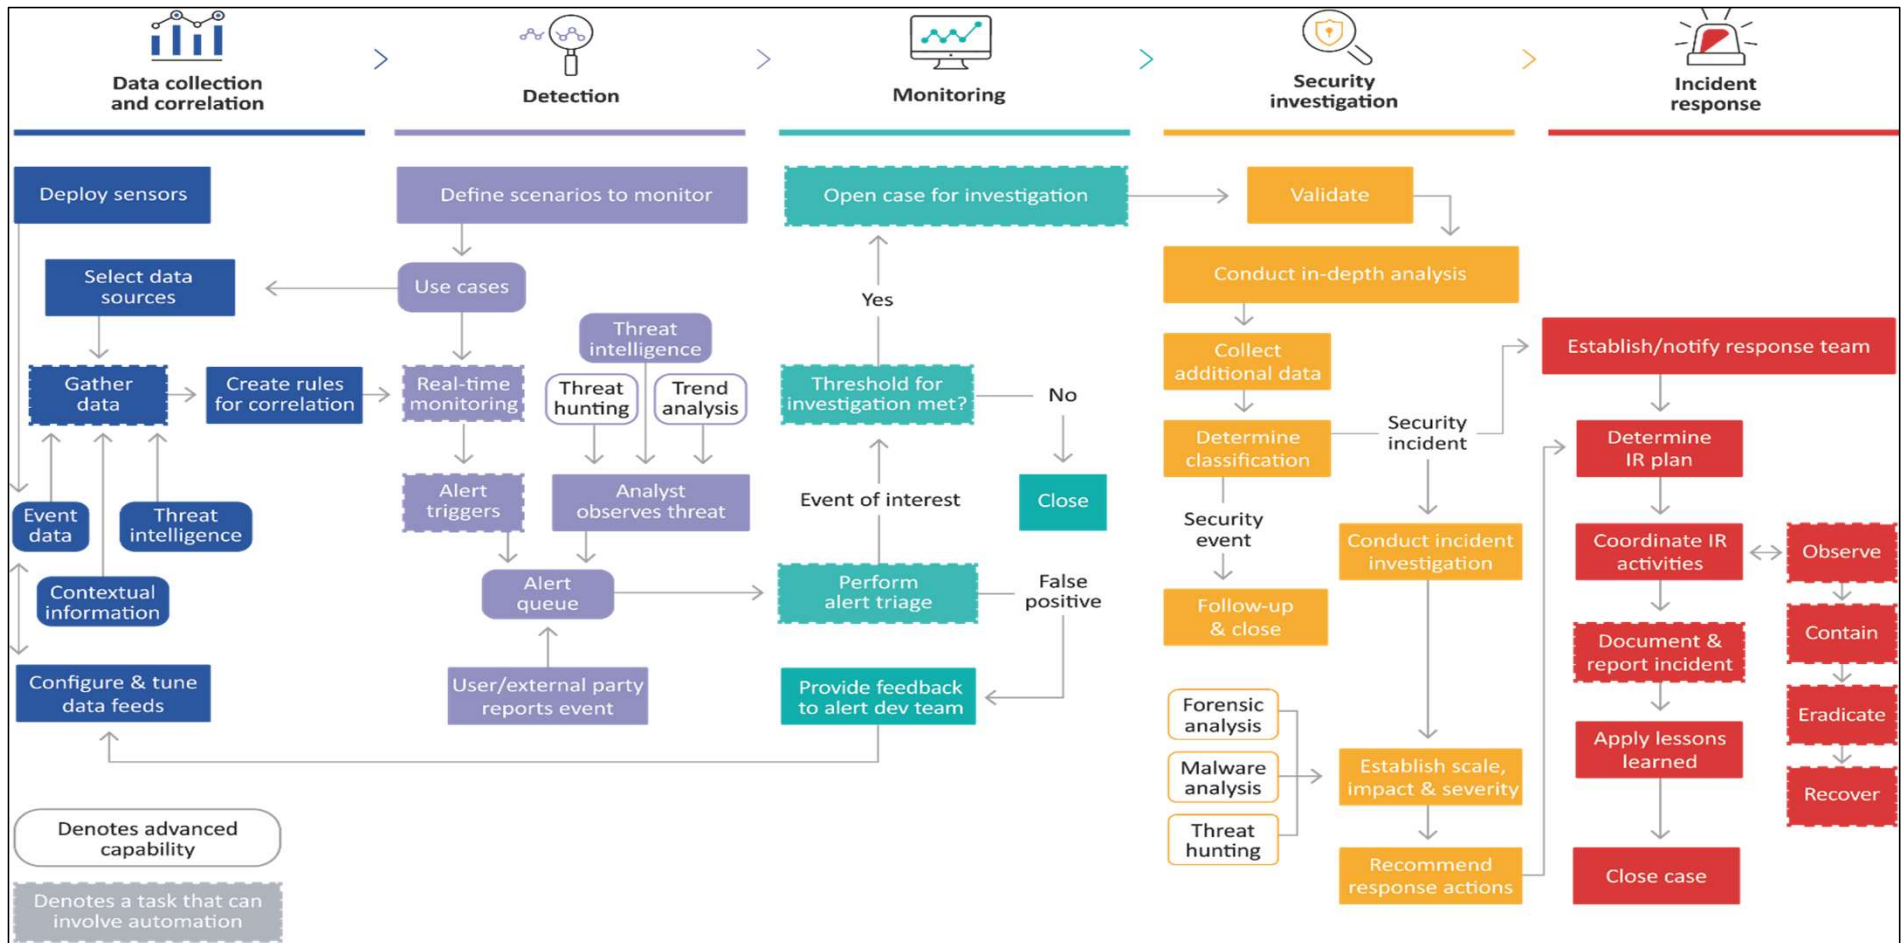 Data collection
and correlation
Detection
Monitoring
Security
investigation
Incident
response
Deploy sensors
Select data
sources
Gather
data
Create rules
for correlation
Event
data
Threat
intelligence
Contextual
information
Configure & tune
data feeds
Define scenarios to monitor
Use cases
Threat
intelligence
Real-time
monitoring
Threat
hunting
Trend
analysis
Alert
triggers
Analyst
observes threat
Alert
queue
User/external party
reports event
Open case for investigation
Yes
Threshold for
investigation met?
No
Close
Event of interest
Perform
alert triage
False
positive
Provide feedback
to alert dev team
Validate
Conduct in-depth analysis
Collect
additional data
Determine
classification
Security
incident
Security
event
Follow-up
& close
Conduct incident
investigation
Forensic
analysis
Malware
analysis
Threat
hunting
Establish scale,
impact & severity
Recommend
response actions
Establish/notify response team
Determine
IR plan
Coordinate IR
activities
Document &
report incident
Apply lessons
learned
Close case
Observe
Contain
Eradicate
Recover
Denotes advanced
capability
Denotes a task that can
involve automation